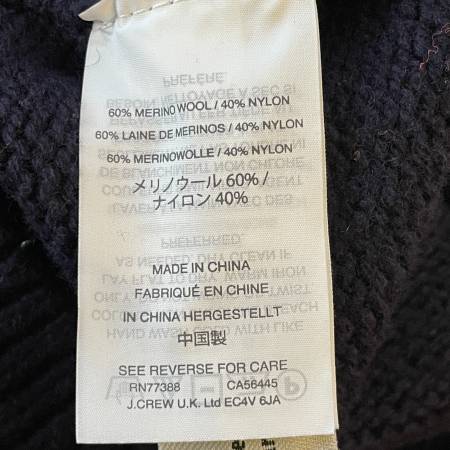 60% MERINO WOOL / 40% NYLON
60% LAINE DE MERINOS / 40% NYLON
60% MERINOWOLLE / 40% NYLON
メリノウール 60% /
ナイロン 40%
MADE IN CHINA
FABRIQUÉ EN CHINE
IN CHINA HERGESTELLT
中国製
SEE REVERSE FOR CARE
RN77388 CA56445
J.CREW U.K. Ltd EC4V 6JA